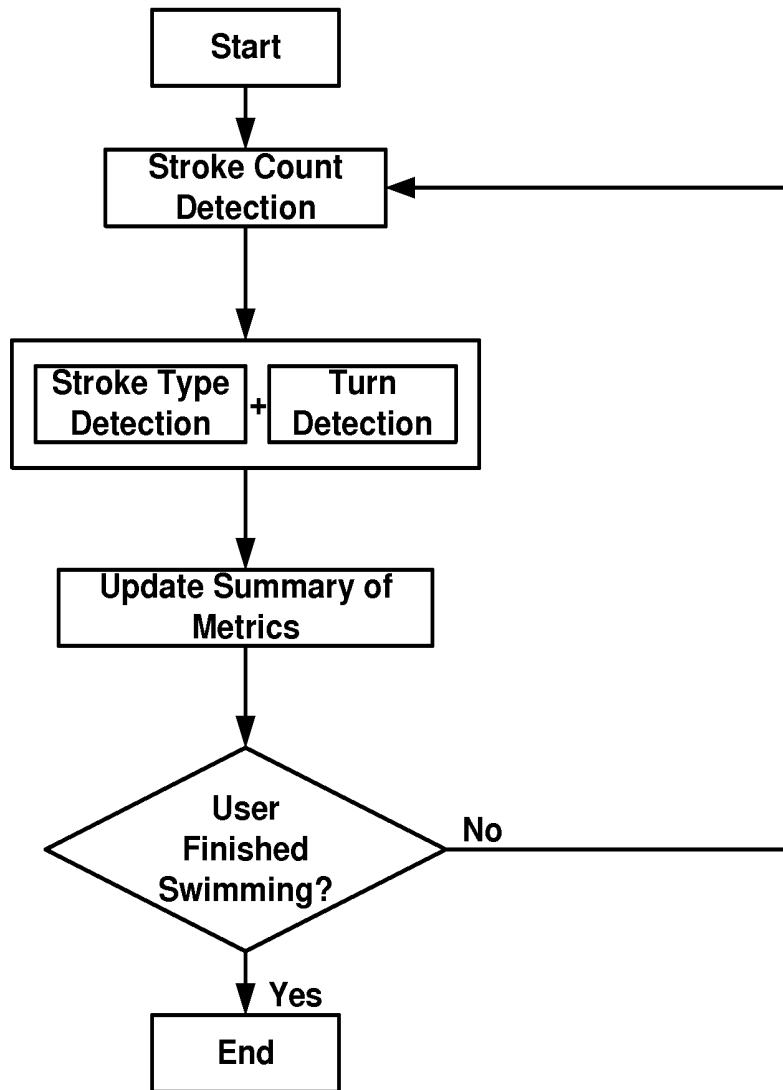 Start
Stroke Count
Detection
Stroke Type
Detection
+
Turn
Detection
Update Summary of
Metrics
User
Finished
Swimming?
No
Yes
End